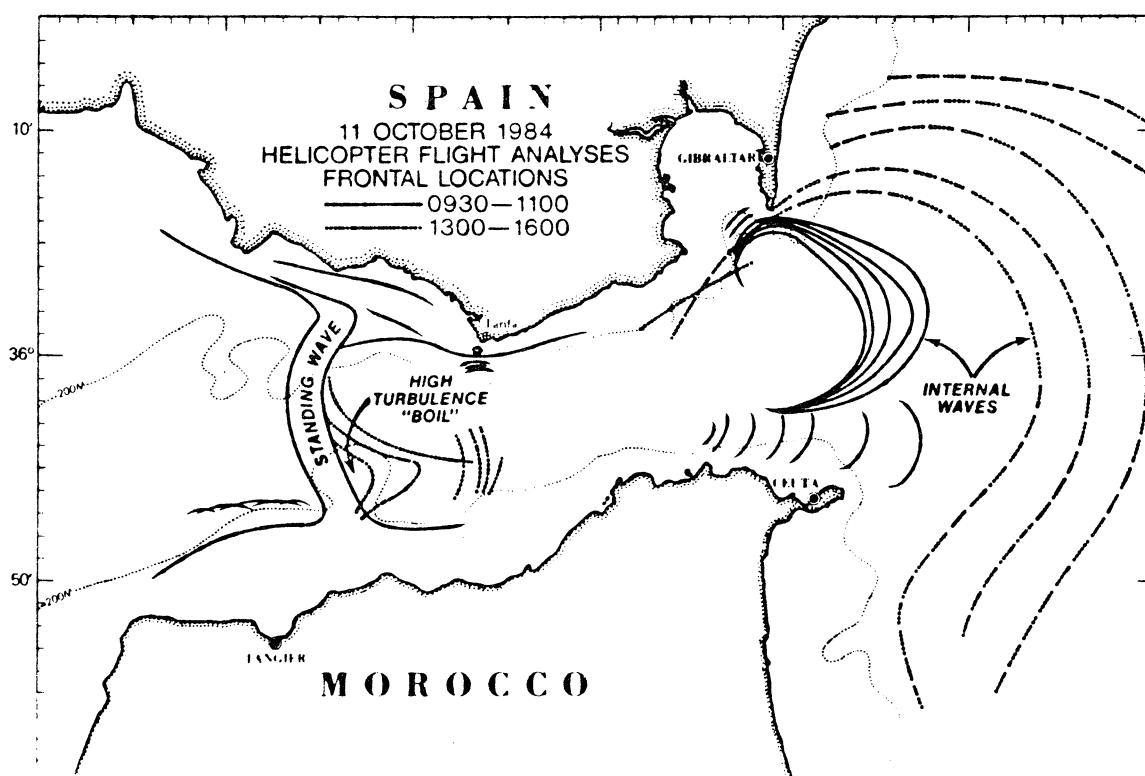 SPAIN
11 OCTOBER 1984
HELICOPTER FLIGHT ANALYSES
FRONTAL LOCATIONS
0930—1100
1300—1600
10'
GIBRALTAR
Tarifa
36°
200M
STANDING WAVE
HIGH
TURBULENCE
"BOIL"
INTERNAL
WAVES
CEUTA
50'
200M
TANGIER
MOROCCO